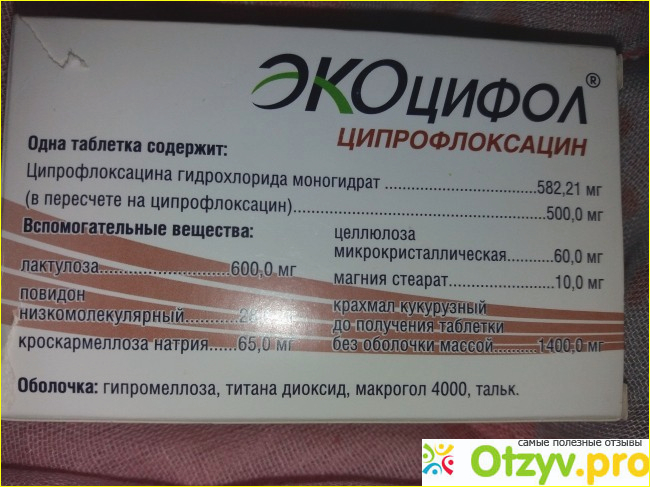 ЭКОцифол®
ЦИПРОФЛОКСАЦИН
Одна таблетка содержит:
Ципрофлоксацина гидрохлорида моногидрат ........ 582,21 мг
(в пересчете на ципрофлоксацин) ........ 500,0 мг
Вспомогательные вещества:
лактулоза ........ 600,0 мг
повидон
низкомолекулярный ........ мг
кроскармеллоза натрия ........ 65,0 мг
целлюлоза
микрокристаллическая ........ 60,0 мг
магния стеарат ........ 10,0 мг
крахмал кукурузный
до получения таблетки
без оболочки массой ........ 1400,0 мг
Оболочка: гипромеллоза, титана диоксид, макрогол 4000, тальк.
самые полезные отзывы
Otzyv.pro